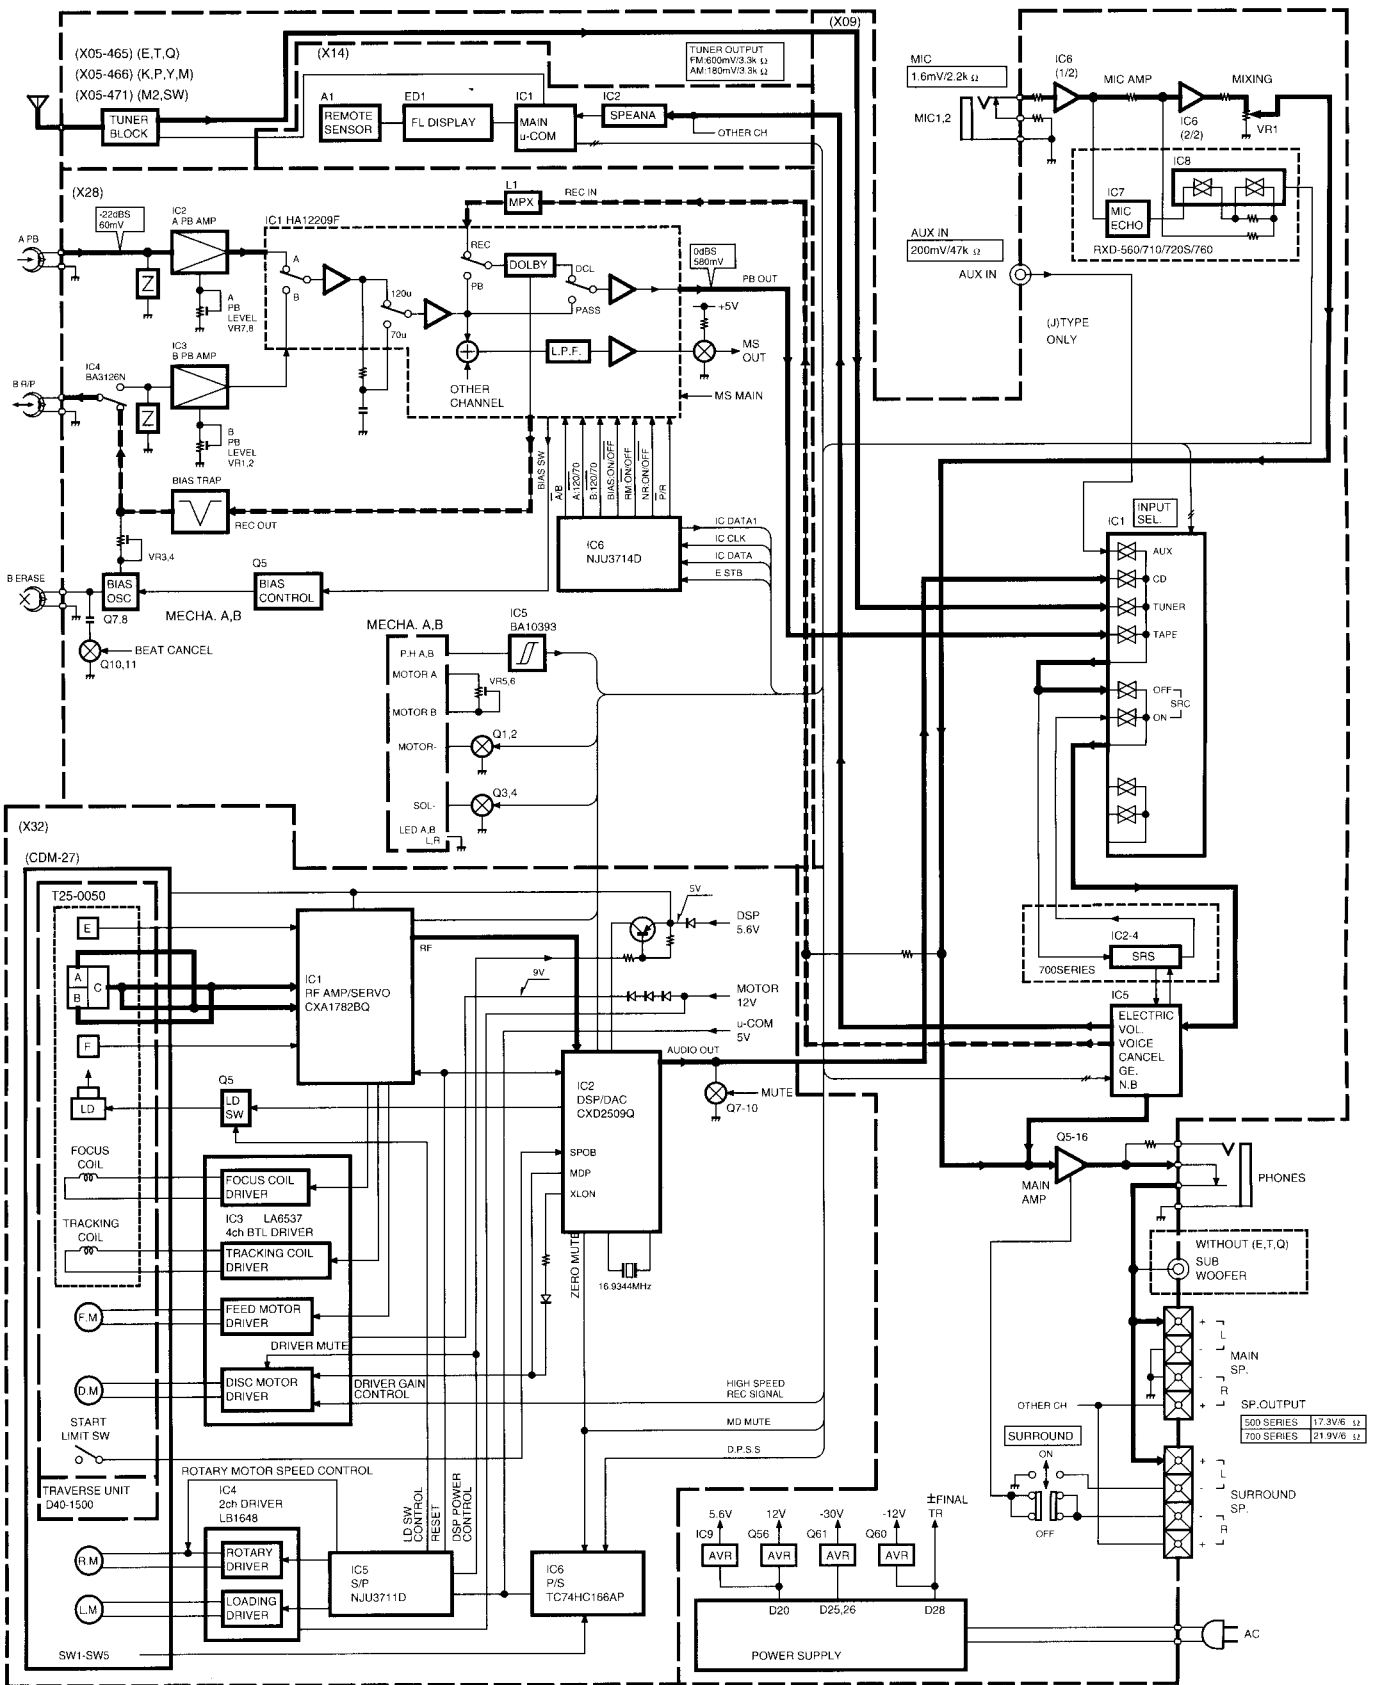 (X05-465) (E,T,Q)
(X05-466) (K,P,Y,M)
(X05-471) (M2,SW)
TUNER
BLOCK
(X14)
(X09)
TUNER OUTPUT
FM:600mV/3.3k Ω
AM:180mV/3.3k Ω
A1
REMOTE
SENSOR
ED1
FL DISPLAY
IC1
MAIN
u-COM
IC2
SPEANA
OTHER CH
MIC
1.6mV/2.2k Ω
MIC1,2
IC6
(1/2)
MIC AMP
IC6
(2/2)
MIXING
VR1
IC7
MIC
ECHO
IC8
RXD-560/710/720S/760
AUX IN
200mV/47k Ω
AUX IN
(J)TYPE
ONLY
(X28)
-22dBS
60mV
A PB
IC2
A PB AMP
Z
A
PB
LEVEL
VR7,8
IC1 HA12209F
L1
MPX
REC IN
A
B
120u
70u
REC
PB
DOLBY
DCL
PASS
0dBS
580mV
PB OUT
+5V
MS
OUT
L.P.F.
OTHER
CHANNEL
MS MAIN
B R/P
IC4
BA3126N
IC3
B PB AMP
Z
B
PB
LEVEL
VR1,2
BIAS TRAP
REC OUT
VR3,4
B ERASE
BIAS
OSC
Q7,8
Q5
BIAS
CONTROL
BEAT CANCEL
Q10,11
MECHA. A,B
BIAS SW
A/B
A:120/70
B:120/70
BIAS:ON/OFF
RM:ON/OFF
NR:ON/OFF
P/R
IC6
NJU3714D
IC DATA1
IC CLK
IC DATA
E STB
MECHA. A,B
P.H A,B
MOTOR A
MOTOR B
MOTOR-
SOL-
LED A,B
L,R
IC5
BA10393
VR5,6
Q1,2
Q3,4
IC1
INPUT
SEL.
AUX
CD
TUNER
TAPE
OFF
SRC
ON
(X32)
(CDM-27)
T25-0050
E
A
B
C
F
LD
FOCUS
COIL
TRACKING
COIL
F.M
D.M
START
LIMIT SW
TRAVERSE UNIT
D40-1500
R.M
L.M
SW1-SW5
IC1
RF AMP/SERVO
CXA1782BQ
RF
Q5
LD
SW
FOCUS COIL
DRIVER
IC3 LA6537
4ch BTL DRIVER
TRACKING COIL
DRIVER
FEED MOTOR
DRIVER
DRIVER MUTE
DISC MOTOR
DRIVER
DRIVER GAIN
CONTROL
ROTARY MOTOR SPEED CONTROL
IC4
2ch DRIVER
LB1648
ROTARY
DRIVER
LOADING
DRIVER
LD SW
CONTROL
RESET
DSP POWER
CONTROL
IC5
S/P
NJU3711D
IC6
P/S
TC74HC166AP
5V
DSP
5.6V
9V
MOTOR
12V
u-COM
5V
IC2
DSP/DAC
CXD2509Q
AUDIO OUT
MUTE
Q7-10
SPOB
MDP
XLON
ZERO MUTE
16.9344MHz
HIGH SPEED
REC SIGNAL
MD MUTE
D.P.S.S
700SERIES
IC2-4
SRS
IC5
ELECTRIC
VOL.
VOICE
CANCEL
GE.
N.B
Q5-16
MAIN
AMP
PHONES
WITHOUT (E,T,Q)
SUB
WOOFER
+
L
-
MAIN
SP.
-
R
+
OTHER CH
SP.OUTPUT
500 SERIES 17.3V/6 Ω
700 SERIES 21.9V/6 Ω
SURROUND
ON
OFF
+
L
-
SURROUND
SP.
-
R
+
5.6V
IC9
AVR
12V
Q56
AVR
-30V
Q61
AVR
-12V
Q60
AVR
±FINAL
TR
D20
D25,26
D28
POWER SUPPLY
AC